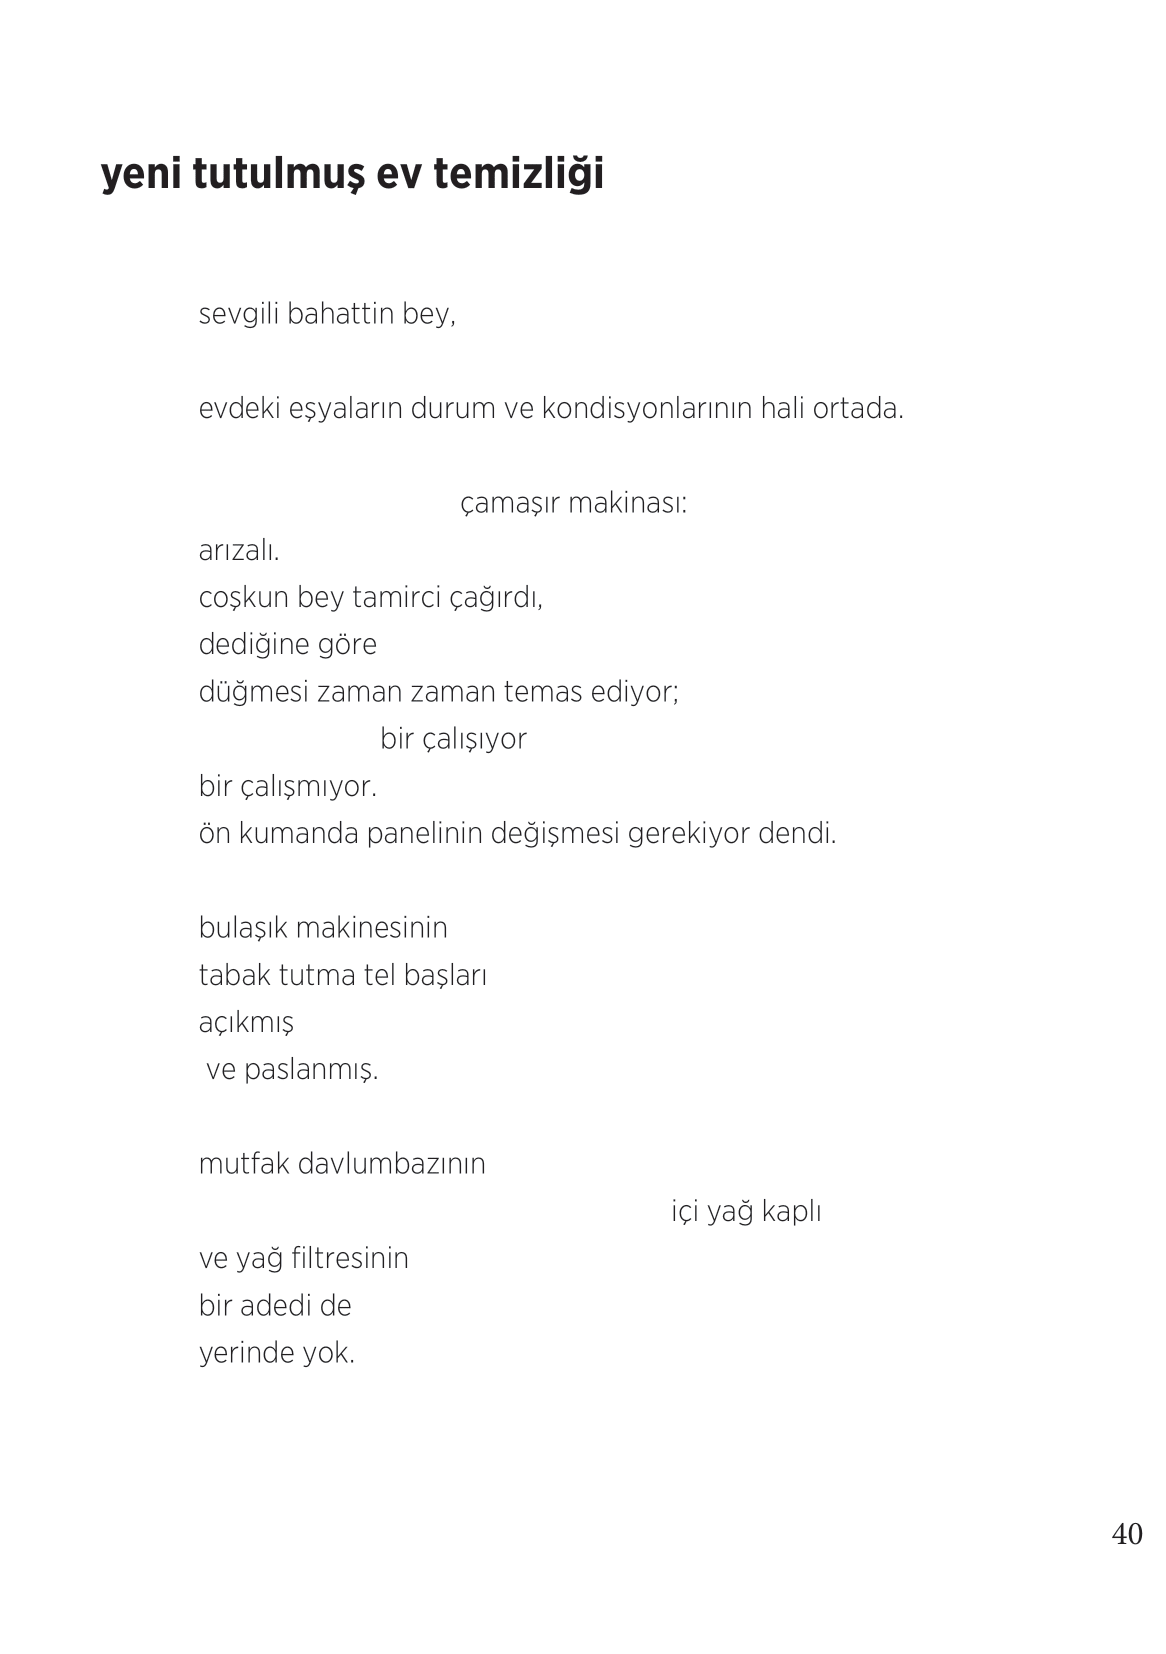 yeni tutulmuş ev temizliği
sevgili bahattin bey,
evdeki eşyaların durum ve kondisyonlarının hali ortada.
çamaşır makinası:
arızalı.
coşkun bey tamirci çağırdı,
dediğine göre
düğmesi zaman zaman temas ediyor;
bir çalışıyor
bir çalışmıyor.
ön kumanda panelinin değişmesi gerekiyor dendi.
bulaşık makinesinin
tabak tutma tel başları
açıkmış
ve paslanmış.
mutfak davlumbazının
içi yağ kaplı
ve yağ filtresinin
bir adedi de
yerinde yok.
40